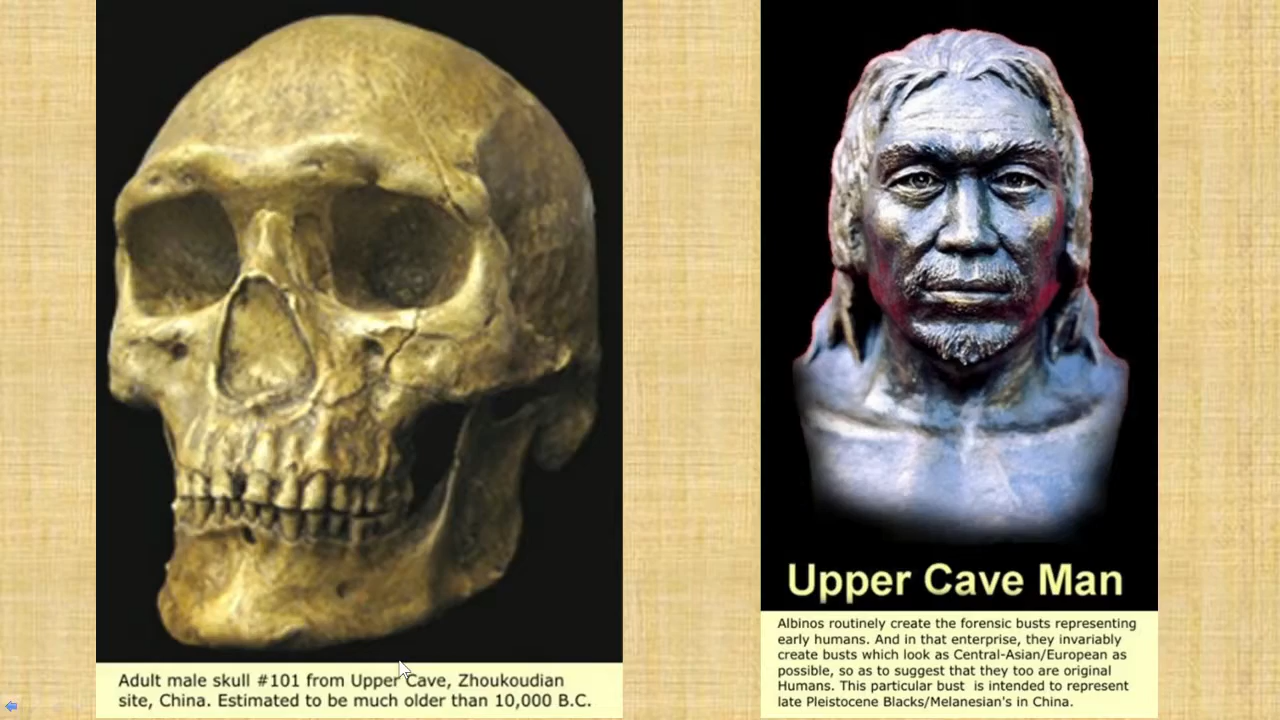 Adult male skull #101 from Upper Cave, Zhoukoudian
site, China. Estimated to be much older than 10,000 B.C.
Upper Cave Man
Albinos routinely create the forensic busts representing
early humans. And in that enterprise, they invariably
create busts which look as Central-Asian/European as
possible, so as to suggest that they too are original
Humans. This particular bust  is intended to represent
late Pleistocene Blacks/Melanesian's in China.